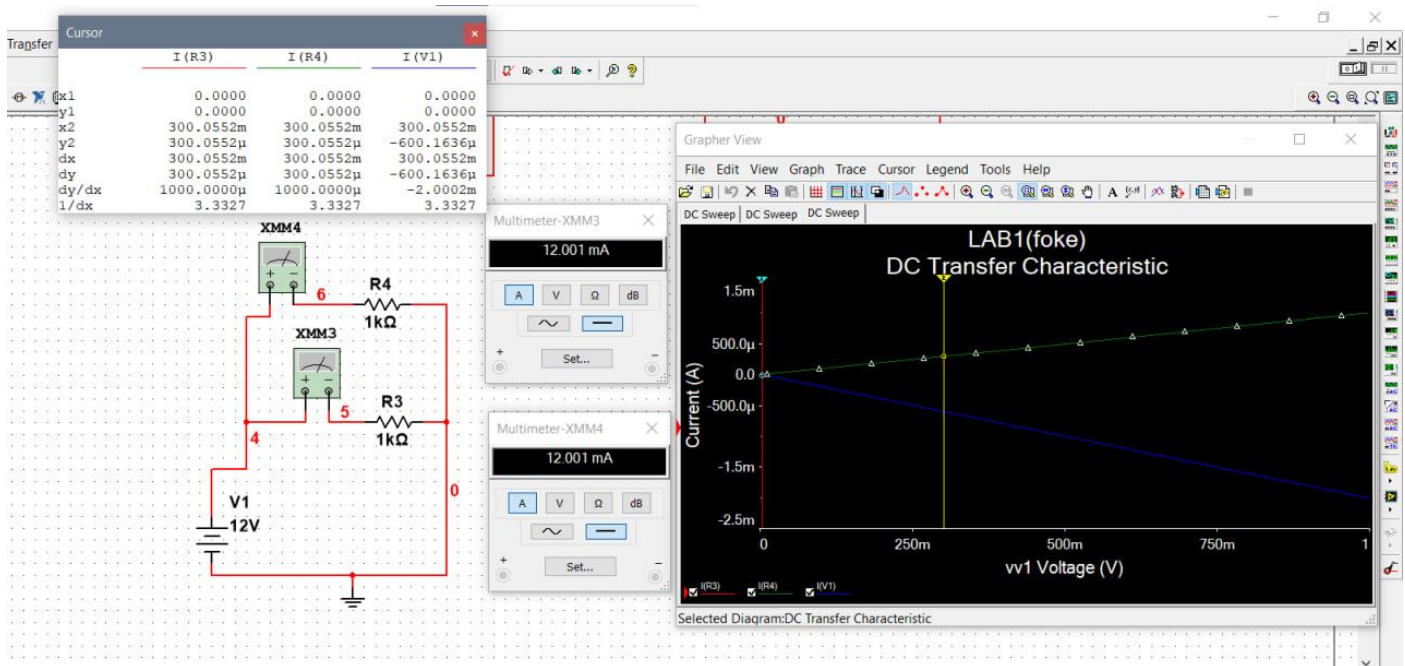 Transfer
Cursor
I(R3) I(R4) I(V1)
x1 0.0000 0.0000 0.0000
y1 0.0000 0.0000 0.0000
x2 300.0552m 300.0552m 300.0552m
y2 300.0552µ 300.0552µ -600.1636µ
dx 300.0552m 300.0552m 300.0552m
dy 300.0552µ 300.0552µ -600.1636µ
dy/dx 1000.0000µ 1000.0000µ -2.0002m
1/dx 3.3327 3.3327 3.3327
XMM4
+ −
6
R4
1kΩ
XMM3
+ −
5
R3
1kΩ
4
V1
12V
0
Multimeter-XMM3
12.001 mA
A V Ω dB
+ Set... −
Multimeter-XMM4
12.001 mA
A V Ω dB
+ Set... −
Grapher View
File Edit View Graph Trace Cursor Legend Tools Help
DC Sweep DC Sweep DC Sweep
LAB1(foke)
DC Transfer Characteristic
Current (A)
1.5m
500.0µ
0.0
-500.0µ
-1.5m
-2.5m
0 250m 500m 750m 1
vv1 Voltage (V)
I(R3) I(R4) I(V1)
Selected Diagram:DC Transfer Characteristic